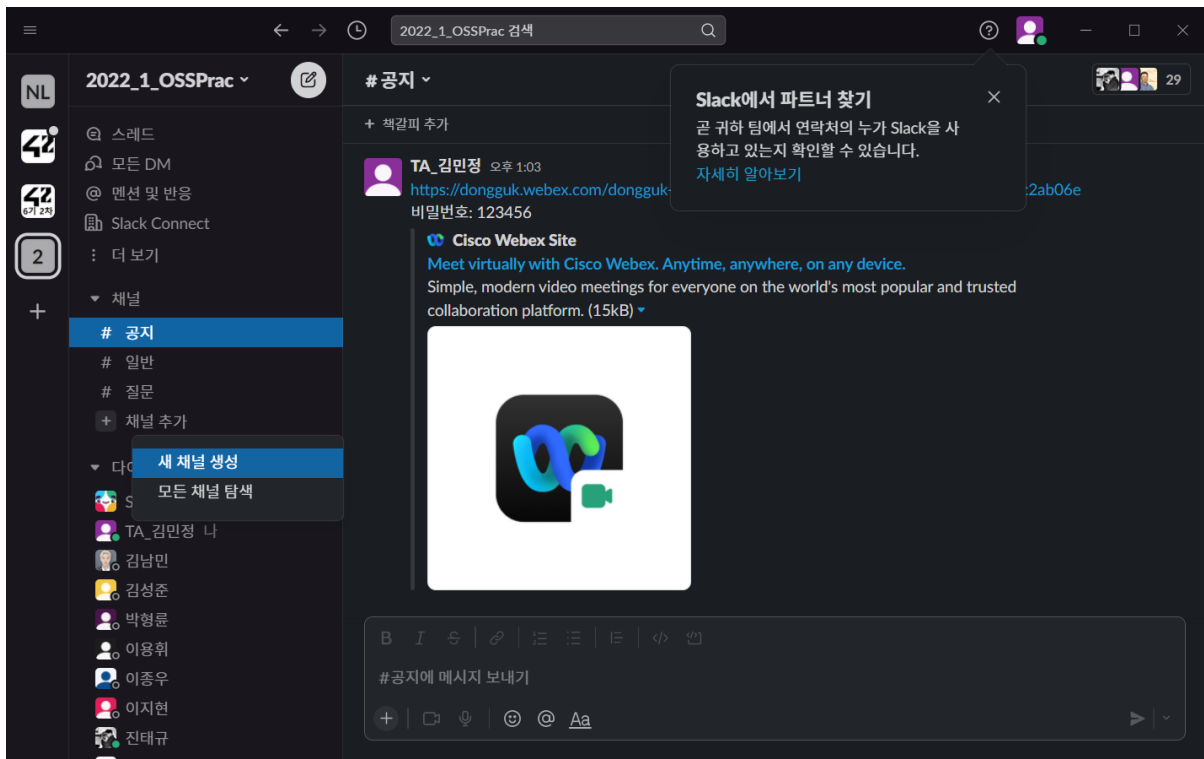 2022_1_OSSPrac 검색
NL
2022_1_OSSPrac
# 공지
29
42
42
6기 2차
2
스레드
모든 DM
@ 멘션 및 반응
Slack Connect
더 보기
채널
# 공지
# 일반
# 질문
+ 채널 추가
새 채널 생성
모든 채널 탐색
TA_김민정 나
김남민
김성준
박형륜
이용휘
이종우
이지현
진태규
+ 책갈피 추가
Slack에서 파트너 찾기
곧 귀하 팀에서 연락처의 누가 Slack을 사
용하고 있는지 확인할 수 있습니다.
자세히 알아보기
TA_김민정 오후 1:03
https://dongguk.webex.com/dongguk- 2ab06e
비밀번호: 123456
Cisco Webex Site
Meet virtually with Cisco Webex. Anytime, anywhere, on any device.
Simple, modern video meetings for everyone on the world's most popular and trusted
collaboration platform. (15kB)
B I S
#공지에 메시지 보내기
@ Aa